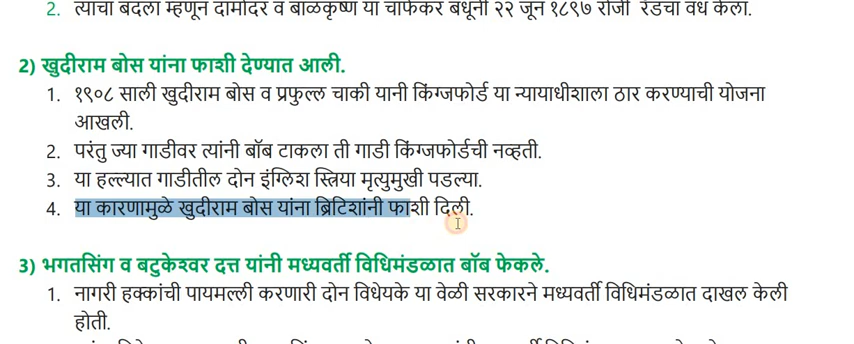 2. त्याचा बदला म्हणून दामोदर व बाळकृष्ण या चाफेकर बंधूंनी २२ जून १८९७ रोजी रँडचा वध केला.
2) खुदीराम बोस यांना फाशी देण्यात आली.
1. १९०८ साली खुदीराम बोस व प्रफुल्ल चाकी यानी किंग्जफोर्ड या न्यायाधीशाला ठार करण्याची योजना
आखली.
2. परंतु ज्या गाडीवर त्यांनी बॉब टाकला ती गाडी किंग्जफोर्डची नव्हती.
3. या हल्ल्यात गाडीतील दोन इंग्लिश स्त्रिया मृत्युमुखी पडल्या.
4. या कारणामुळे खुदीराम बोस यांना ब्रिटिशांनी फाशी दिली.
3) भगतसिंग व बटुकेश्वर दत्त यांनी मध्यवर्ती विधिमंडळात बॉब फेकले.
1. नागरी हक्कांची पायमल्ली करणारी दोन विधेयके या वेळी सरकारने मध्यवर्ती विधिमंडळात दाखल केली
होती.